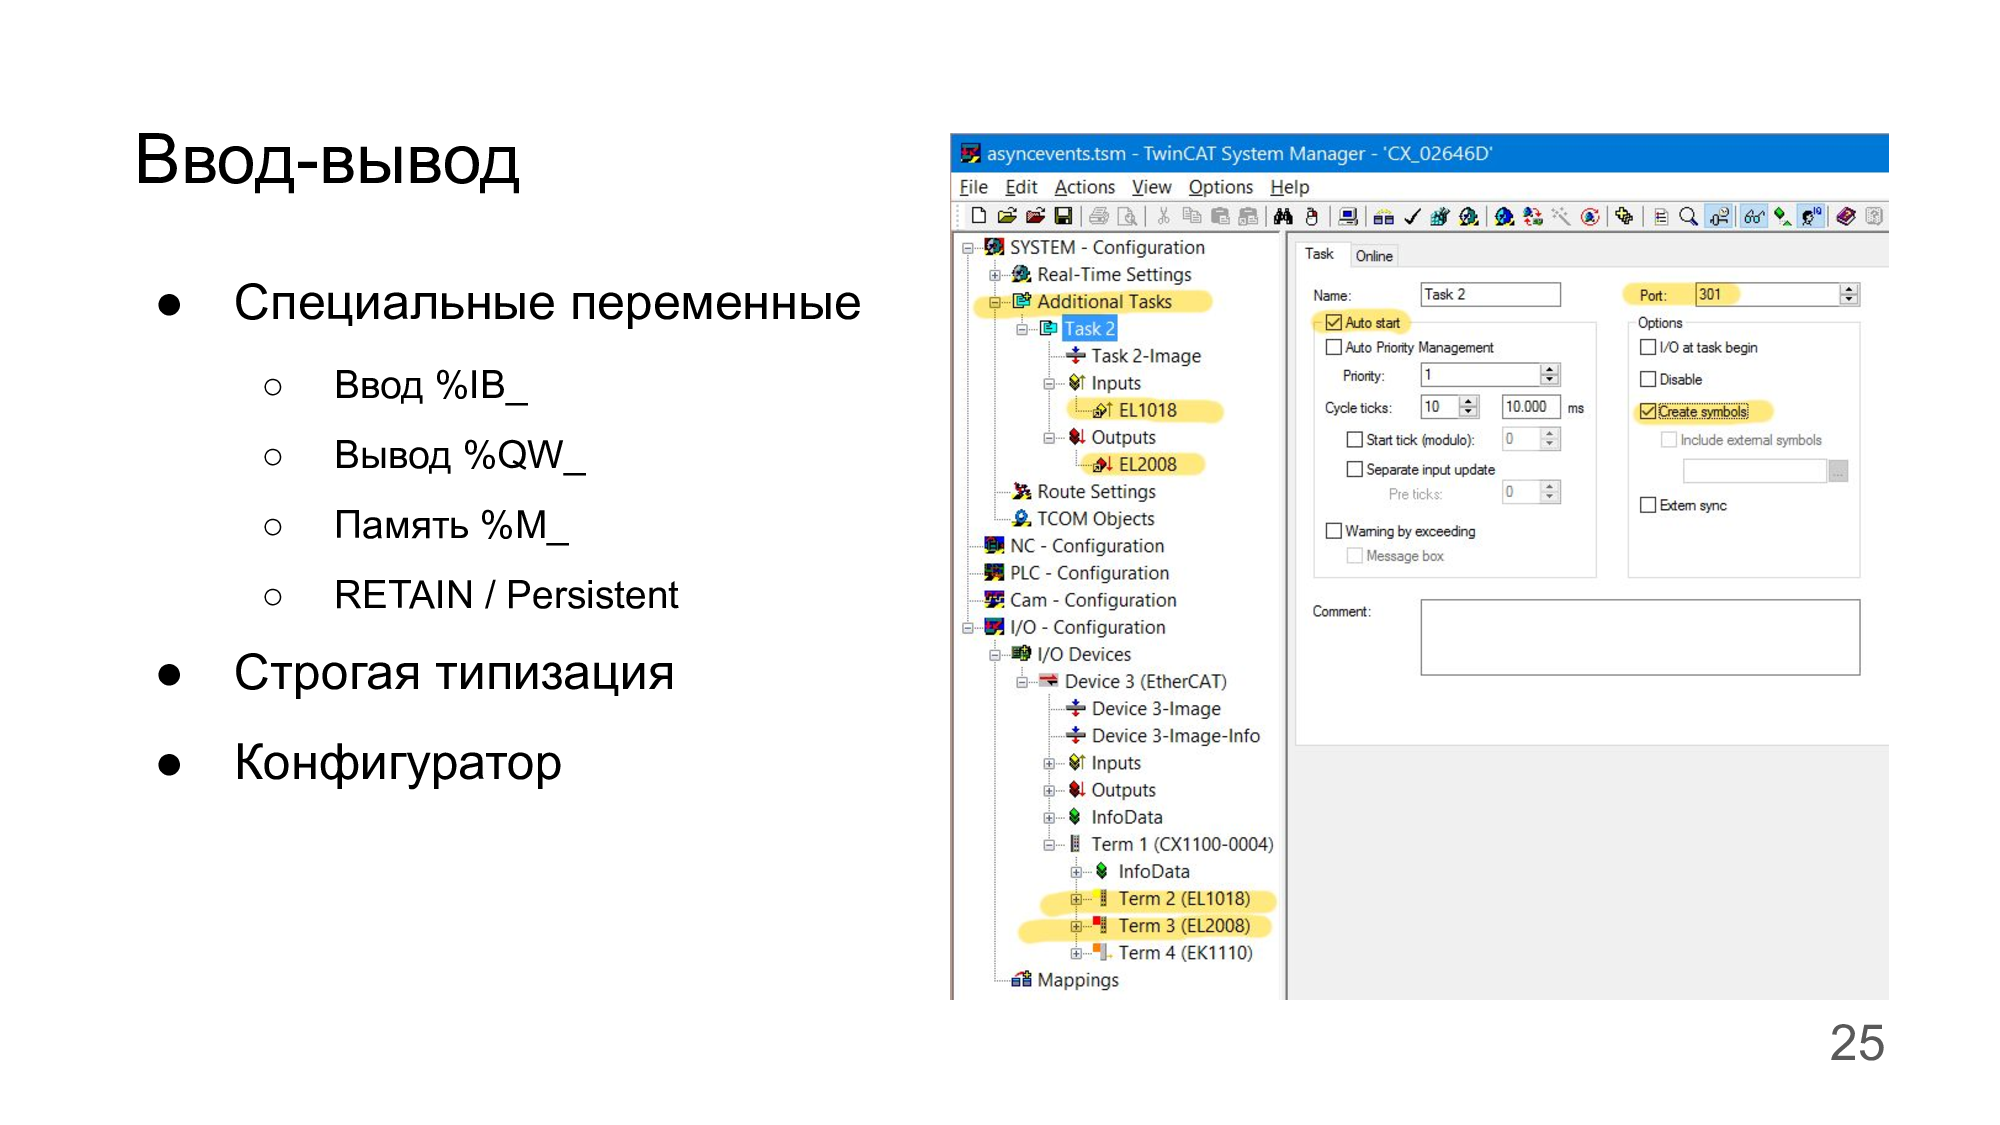 Ввод-вывод
● Специальные переменные
○ Ввод %IB_
○ Вывод %QW_
○ Память %M_
○ RETAIN / Persistent
● Строгая типизация
● Конфигуратор
asyncevents.tsm - TwinCAT System Manager - 'CX_02646D'
File Edit Actions View Options Help
SYSTEM - Configuration
Real-Time Settings
Additional Tasks
Task 2
Task 2-Image
Inputs
EL1018
Outputs
EL2008
Route Settings
TCOM Objects
NC - Configuration
PLC - Configuration
Cam - Configuration
I/O - Configuration
I/O Devices
Device 3 (EtherCAT)
Device 3-Image
Device 3-Image-Info
Inputs
Outputs
InfoData
Term 1 (CX1100-0004)
InfoData
Term 2 (EL1018)
Term 3 (EL2008)
Term 4 (EK1110)
Mappings
Task Online
Name: Task 2 Port: 301
Auto start
Auto Priority Management
Priority: 1
Cycle ticks: 10 10.000 ms
Start tick (modulo): 0
Separate input update
Pre ticks: 0
Warning by exceeding
Message box
Options
I/O at task begin
Disable
Create symbols
Include external symbols
...
Extern sync
Comment:
25